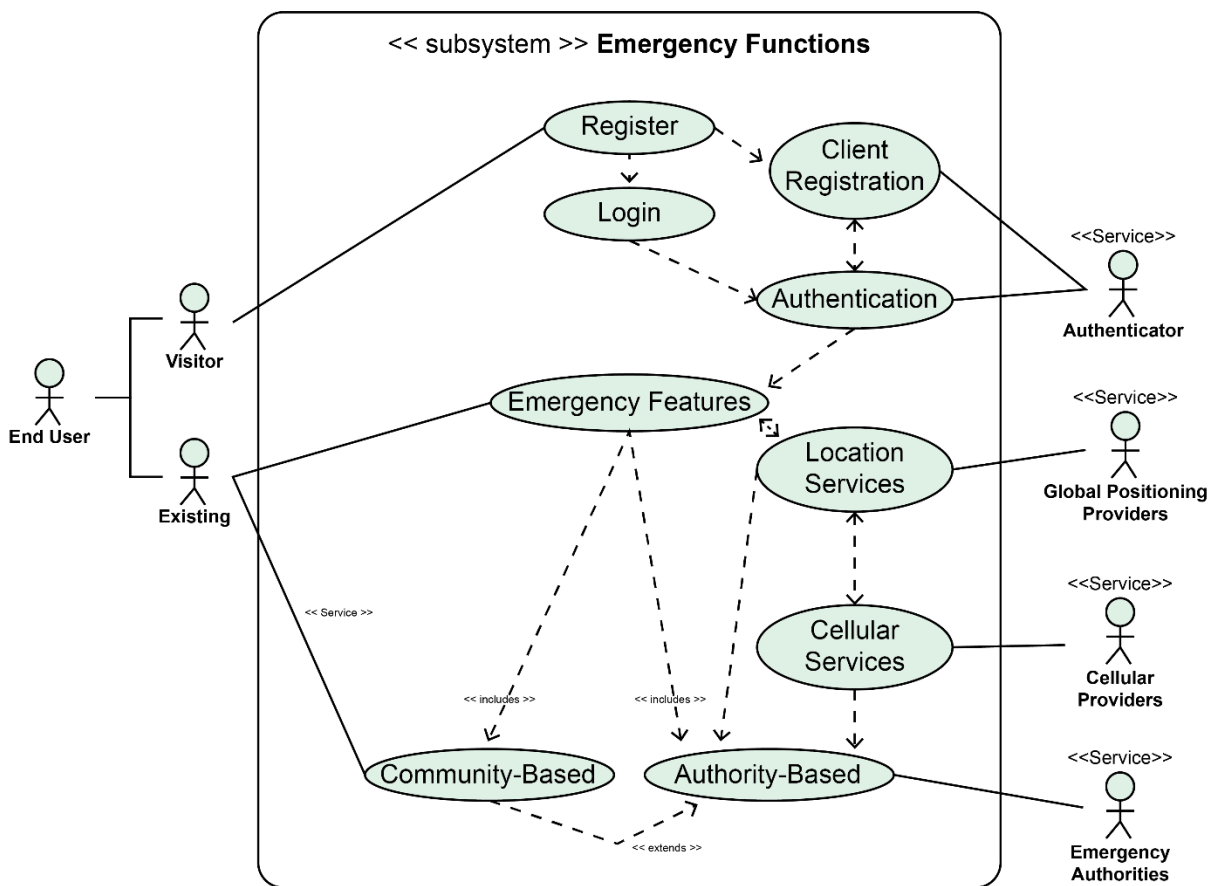 << subsystem >> Emergency Functions
Register
Client
Registration
Login
<<Service>>
Authentication
Authenticator
Visitor
End User
Emergency Features
<<Service>>
Location
Services
Global Positioning
Providers
Existing
<< Service >>
<<Service>>
Cellular
Services
Cellular
Providers
<< includes >>
<< includes >>
Community-Based
Authority-Based
<<Service>>
<< extends >>
Emergency
Authorities